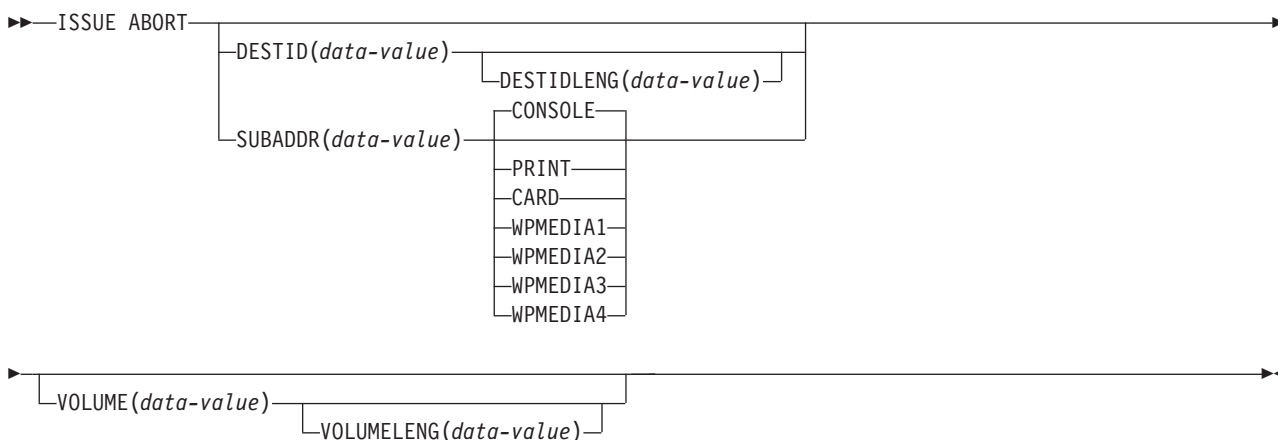 ISSUE ABORT
DESTID(data-value)
DESTIDLENG(data-value)
CONSOLE
SUBADDR(data-value)
PRINT
CARD
WPMEDIA1
WPMEDIA2
WPMEDIA3
WPMEDIA4
VOLUME(data-value)
VOLUMELENG(data-value)